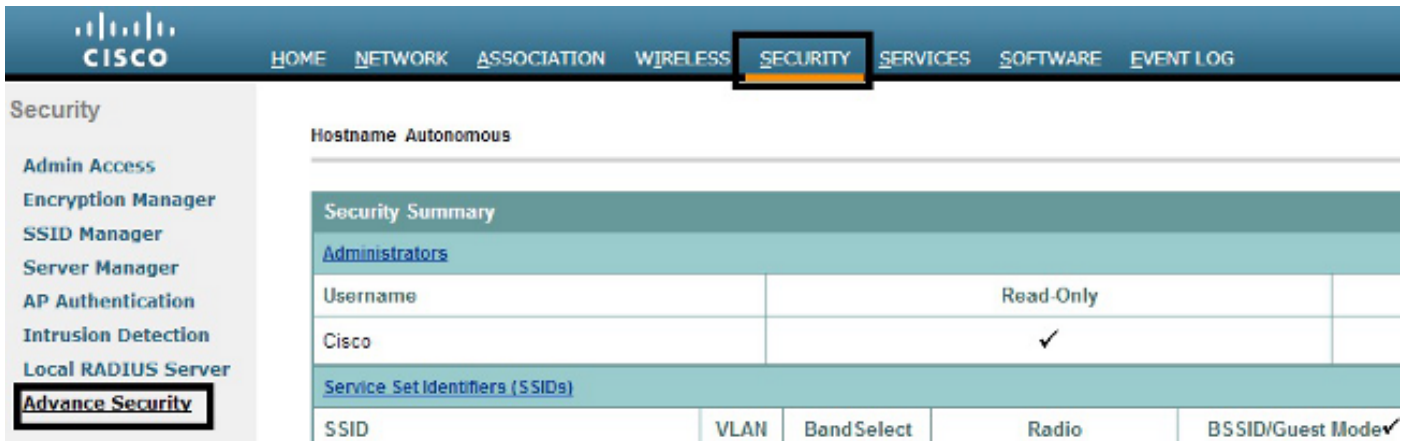 CISCO
HOME NETWORK ASSOCIATION WIRELESS SECURITY SERVICES SOFTWARE EVENT LOG
Security
Admin Access
Encryption Manager
SSID Manager
Server Manager
AP Authentication
Intrusion Detection
Local RADIUS Server
Advance Security
Hostname Autonomous
Security Summary
Administrators
Username Read-Only
Cisco ✓
Service Set Identifiers (SSIDs)
SSID VLAN BandSelect Radio BSSID/Guest Mode✓